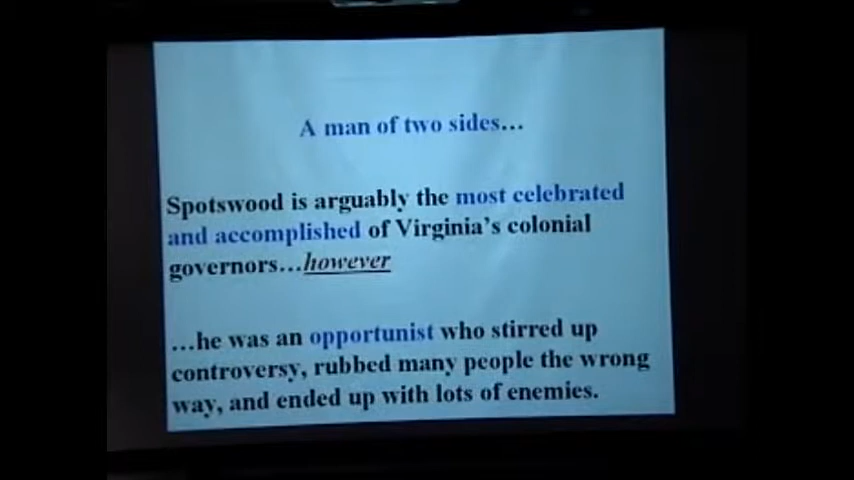 A man of two sides...
Spotswood is arguably the most celebrated
and accomplished of Virginia's colonial
governors...however
...he was an opportunist who stirred up
controversy, rubbed many people the wrong
way, and ended up with lots of enemies.